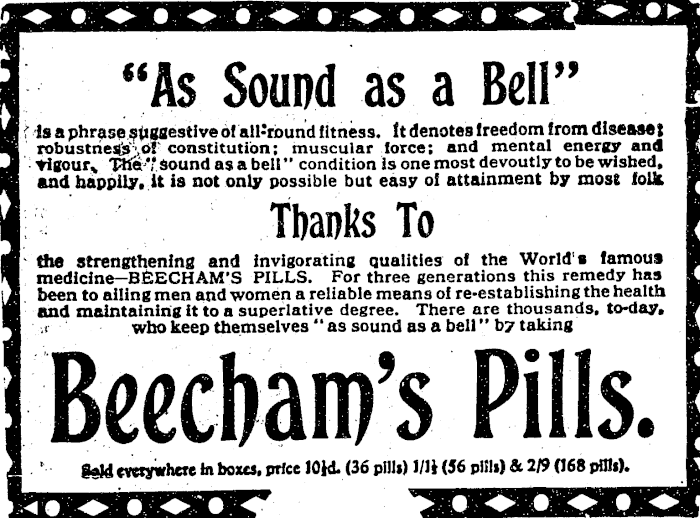 “As Sound as a Bell”
Is a phrase suggestive of all-round fitness. It denotes freedom from disease;
robustness of constitution; muscular force; and mental energy and
vigour. The “sound as a bell” condition is one most devoutly to be wished,
and happily, it is not only possible but easy of attainment by most folk
Thanks To
the strengthening and invigorating qualities of the World's famous
medicine—BEECHAM'S PILLS. For three generations this remedy has
been to ailing men and women a reliable means of re-establishing the health
and maintaining it to a superlative degree. There are thousands, to-day,
who keep themselves “as sound as a bell” by taking
Beecham's Pills.
Sold everywhere in boxes, price 10½d. (36 pills) 1/1½ (56 pills) & 2/9 (168 pills).